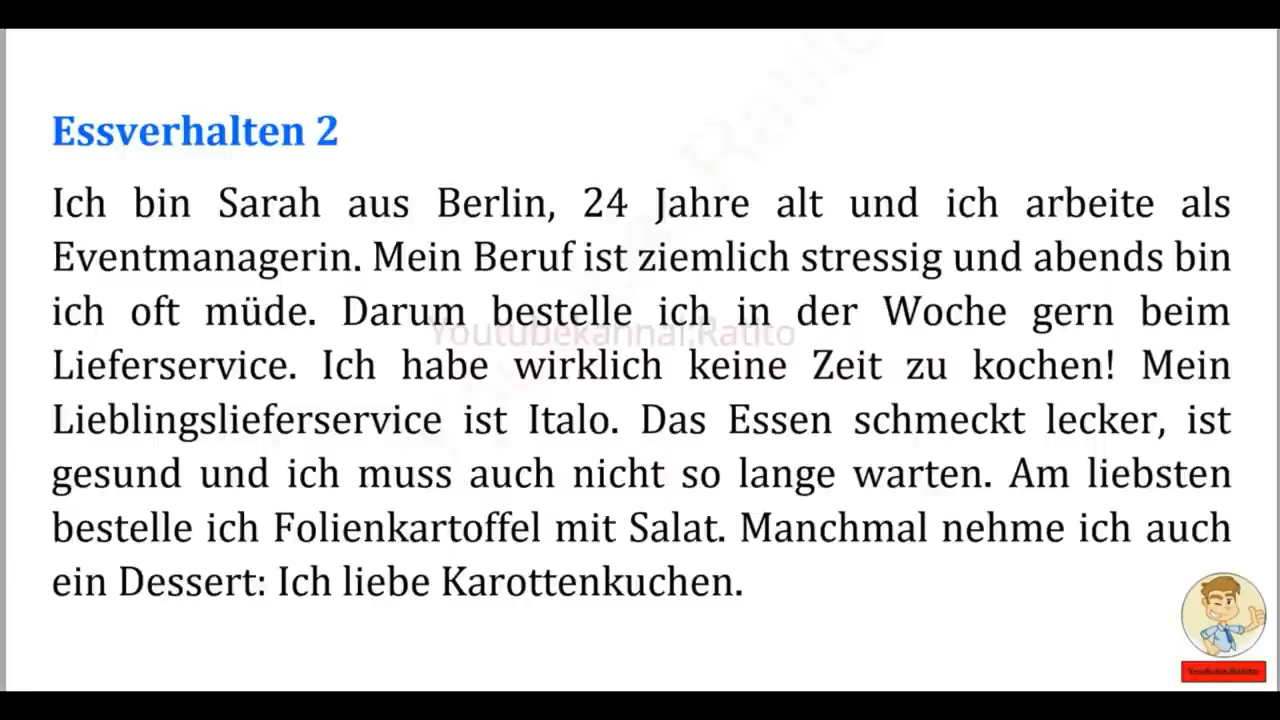 Essverhalten 2
Ich bin Sarah aus Berlin, 24 Jahre alt und ich arbeite als
Eventmanagerin. Mein Beruf ist ziemlich stressig und abends bin
ich oft müde. Darum bestelle ich in der Woche gern beim
Lieferservice. Ich habe wirklich keine Zeit zu kochen! Mein
Lieblingslieferservice ist Italo. Das Essen schmeckt lecker, ist
gesund und ich muss auch nicht so lange warten. Am liebsten
bestelle ich Folienkartoffel mit Salat. Manchmal nehme ich auch
ein Dessert: Ich liebe Karottenkuchen.
Youtubekannal:Ratito